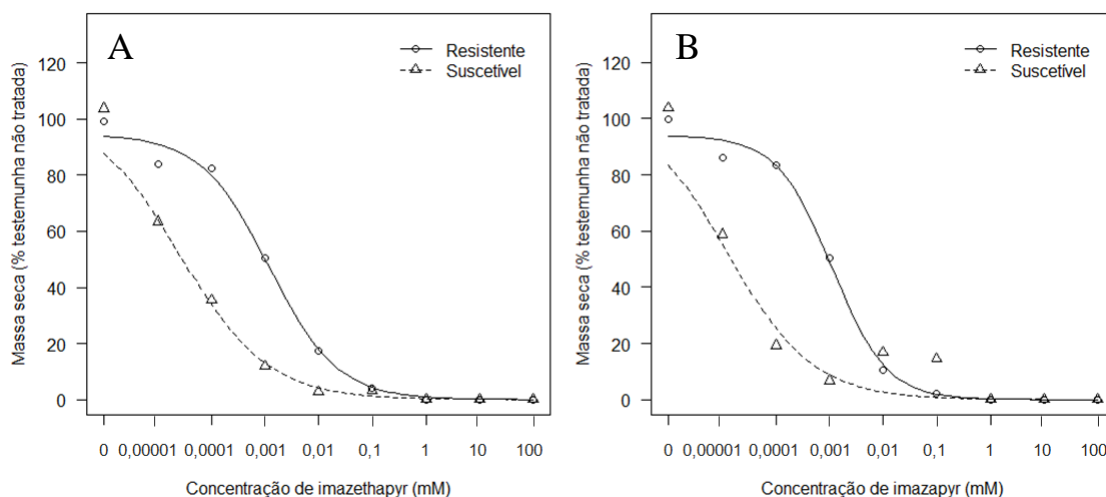 A
Resistente
Suscetível
Massa seca (% testemunha não tratada)
120
100
80
60
40
20
0
0 0,00001 0,0001 0,001 0,01 0,1 1 10 100
Concentração de imazethapyr (mM)
B
Resistente
Suscetível
Massa seca (% testemunha não tratada)
120
100
80
60
40
20
0
0 0,00001 0,0001 0,001 0,01 0,1 1 10 100
Concentração de imazapyr (mM)